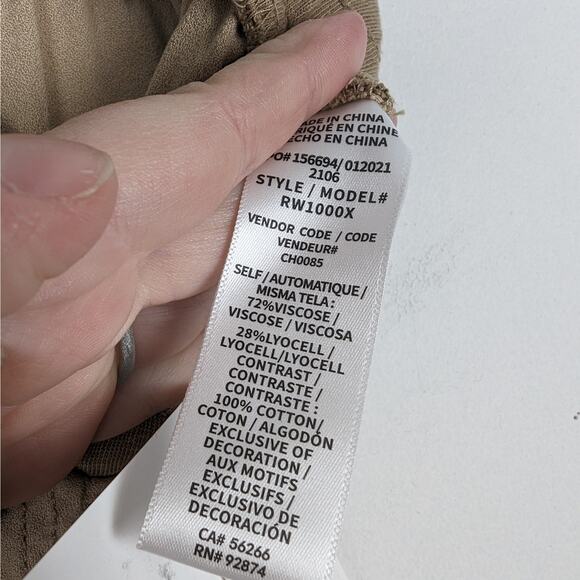 ADE IN CHINA
RIQUÉ EN CHINE
ECHO EN CHINA
PO# 156694/012021
2106
STYLE / MODEL#
RW1000X
VENDOR CODE / CODE
VENDEUR#
CH0085
SELF / AUTOMATIQUE /
MISMA TELA :
72%VISCOSE /
VISCOSE / VISCOSA
28%LYOCELL /
LYOCELL/LYOCELL
CONTRAST /
CONTRASTE /
CONTRASTE :
100% COTTON/
COTON / ALGODÓN
EXCLUSIVE OF
DECORATION /
AUX MOTIFS
EXCLUSIFS /
EXCLUSIVO DE
DECORACIÓN
CA# 56266
RN# 92874